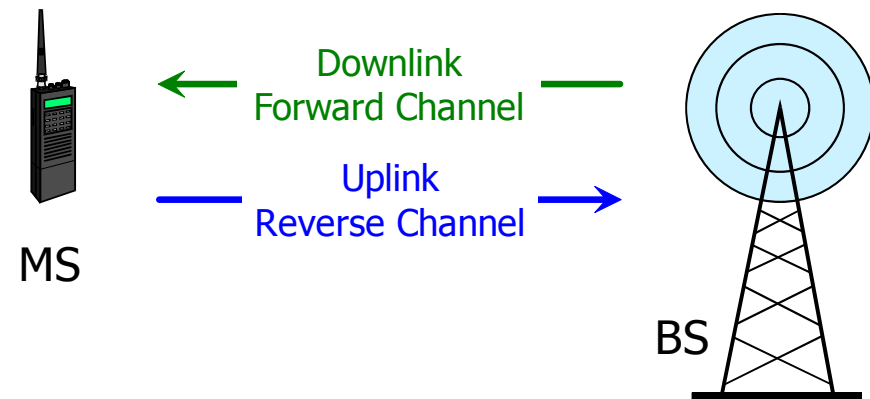 Downlink
Forward Channel
Uplink
Reverse Channel
MS
BS